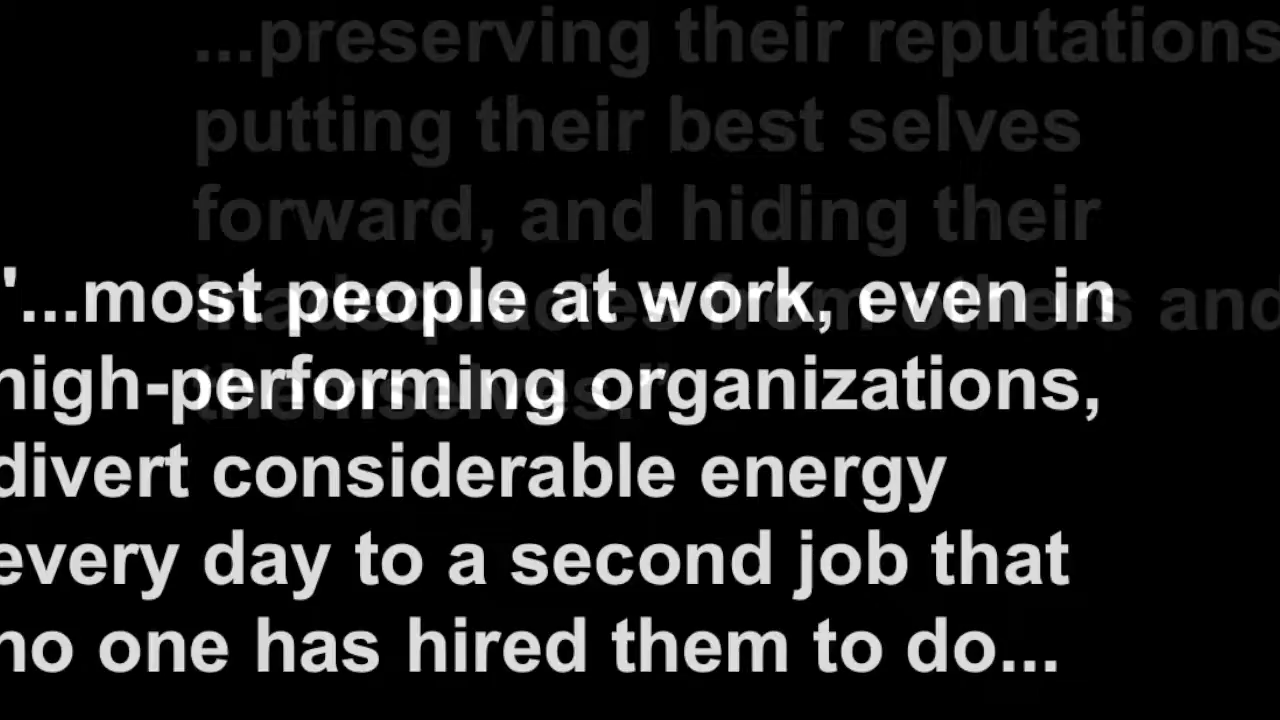 ...preserving their reputations
putting their best selves
forward, and hiding their
inadequacies from others and
themselves."
"...most people at work, even in
high-performing organizations,
divert considerable energy
every day to a second job that
no one has hired them to do...